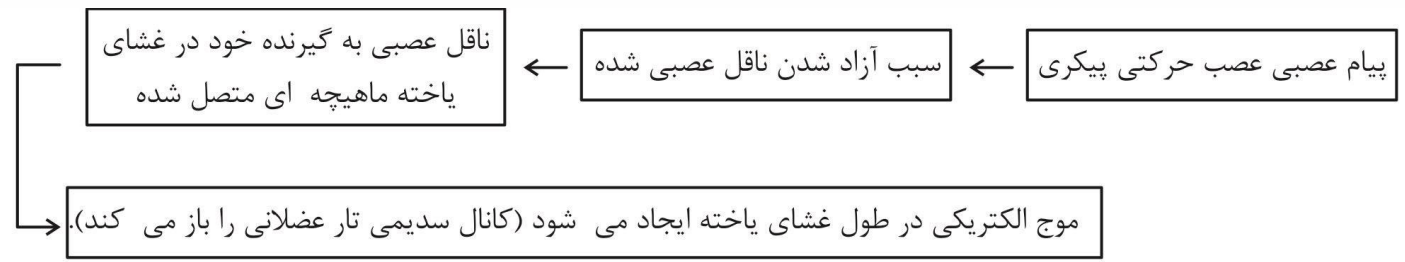 پیام عصبی عصب حرکتی پیکری
سبب آزاد شدن ناقل عصبی شده
ناقل عصبی به گیرنده خود در غشای
یاخته ماهیچه ای متصل شده
موج الکتریکی در طول غشای یاخته ایجاد می شود (کانال سدیمی تار عضلانی را باز می کند).